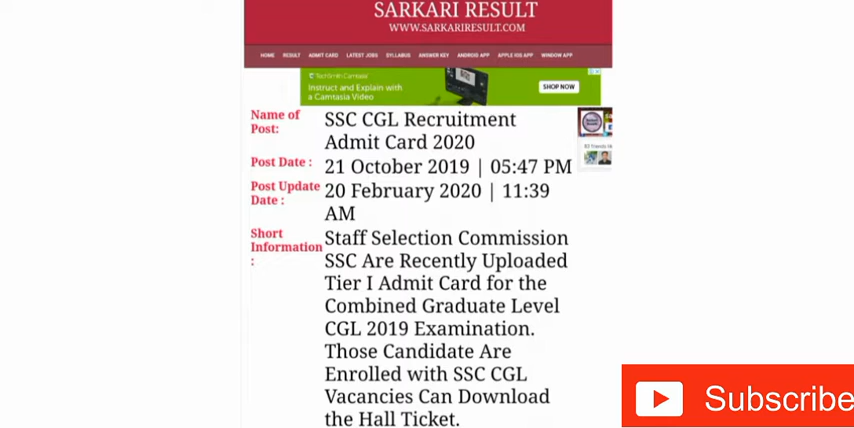 SARKARI RESULT
WWW.SARKARIRESULT.COM
HOME RESULT ADMIT CARD LATEST JOBS SYLLABUS ANSWER KEY ANDROID APP APPLE IOS APP WINDOW APP
TechSmith Camtasia
Instruct and Explain with
a Camtasia Video
SHOP NOW
Name of
Post:
SSC CGL Recruitment
Admit Card 2020
Post Date :
21 October 2019 | 05:47 PM
Post Update
Date :
20 February 2020 | 11:39
AM
Short
Information
:
Staff Selection Commission
SSC Are Recently Uploaded
Tier I Admit Card for the
Combined Graduate Level
CGL 2019 Examination.
Those Candidate Are
Enrolled with SSC CGL
Vacancies Can Download
the Hall Ticket.
Subscribe